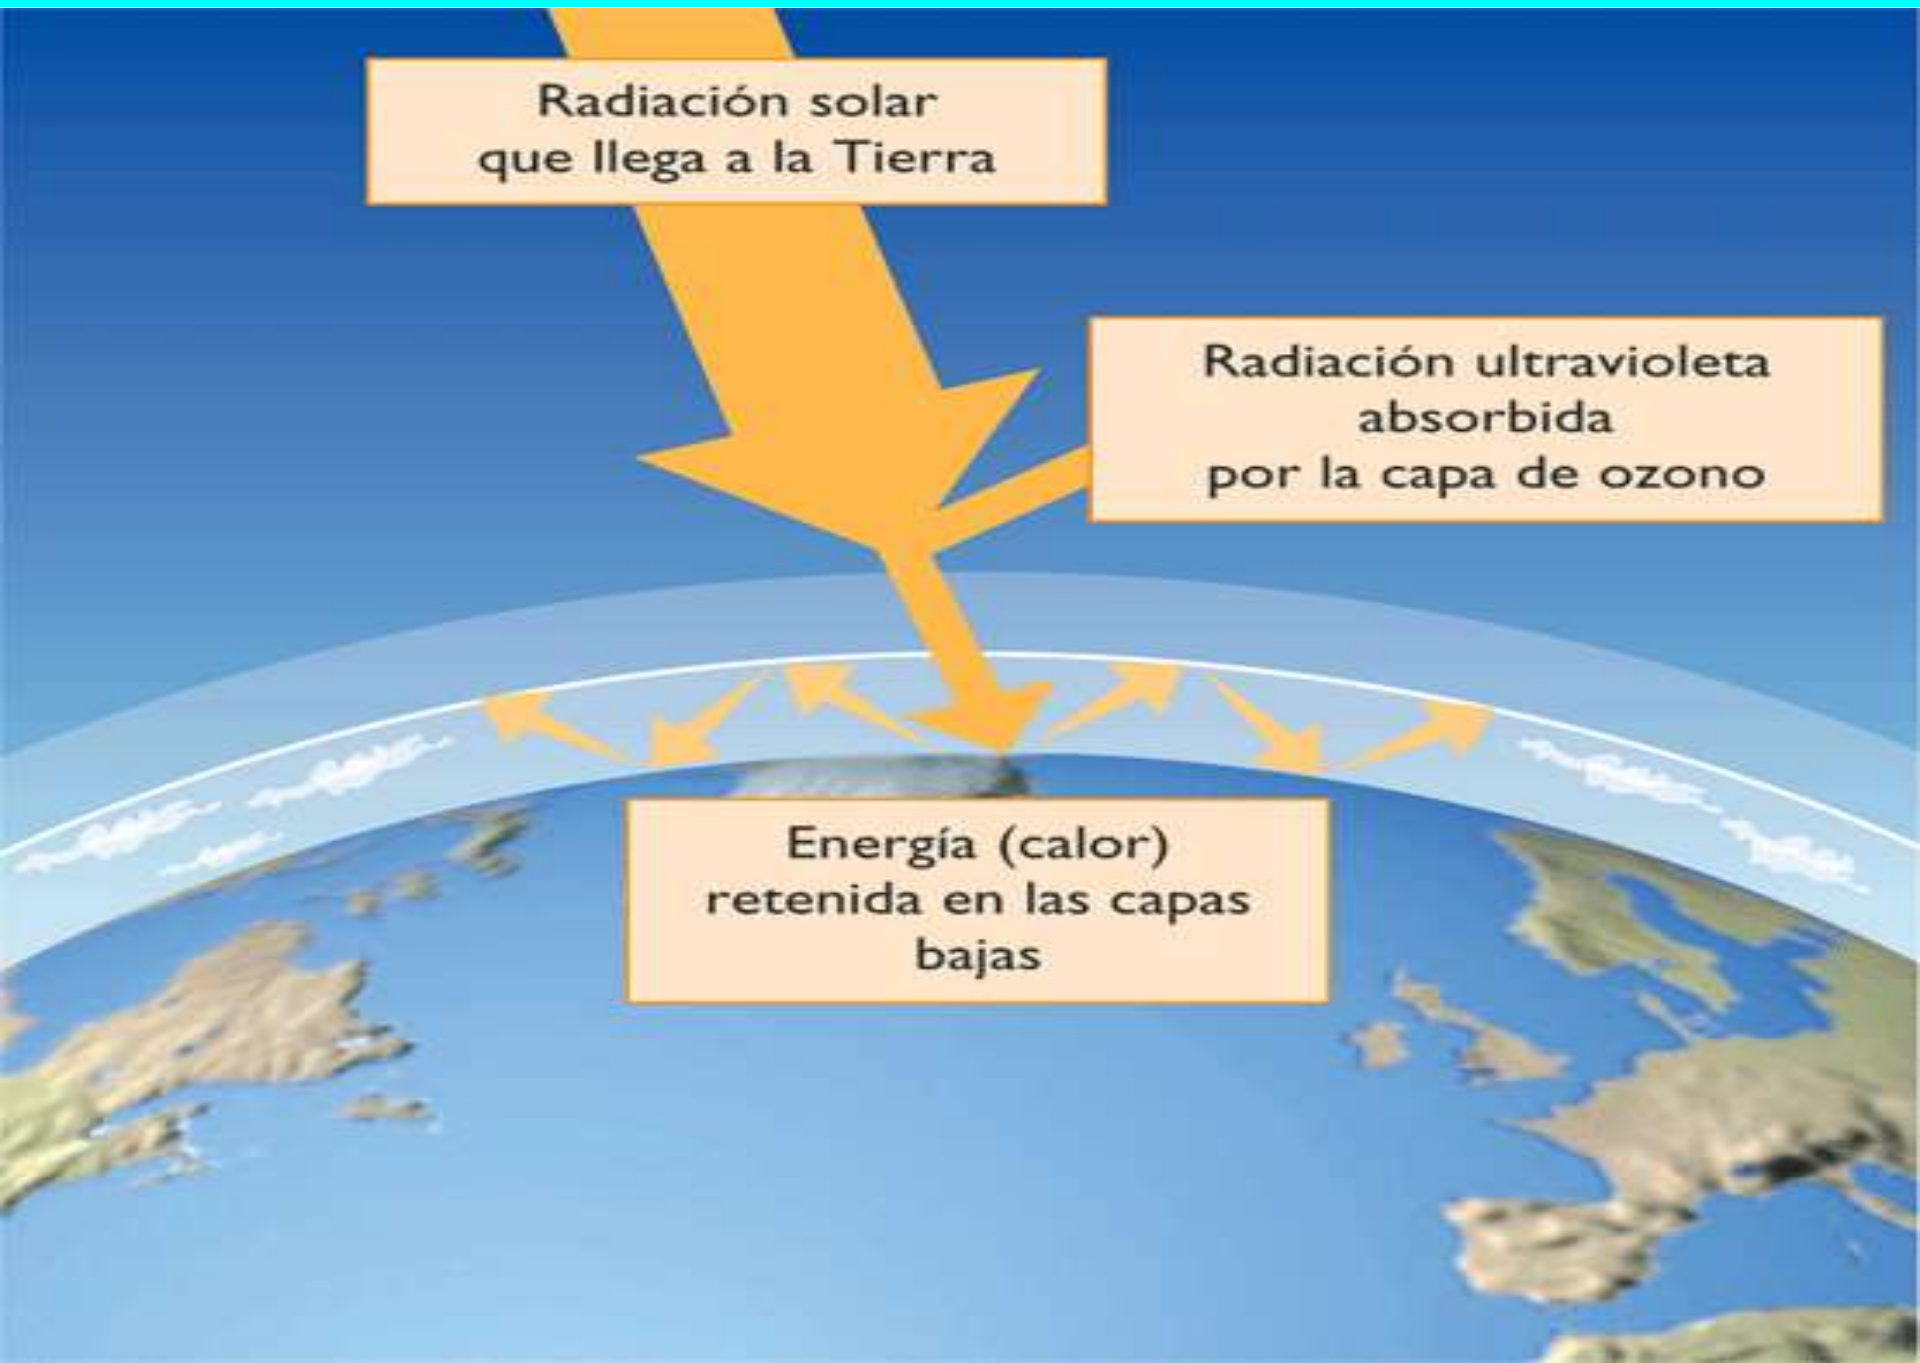 Radiación solar
que llega a la Tierra
Radiación ultravioleta
absorbida
por la capa de ozono
Energía (calor)
retenida en las capas
bajas